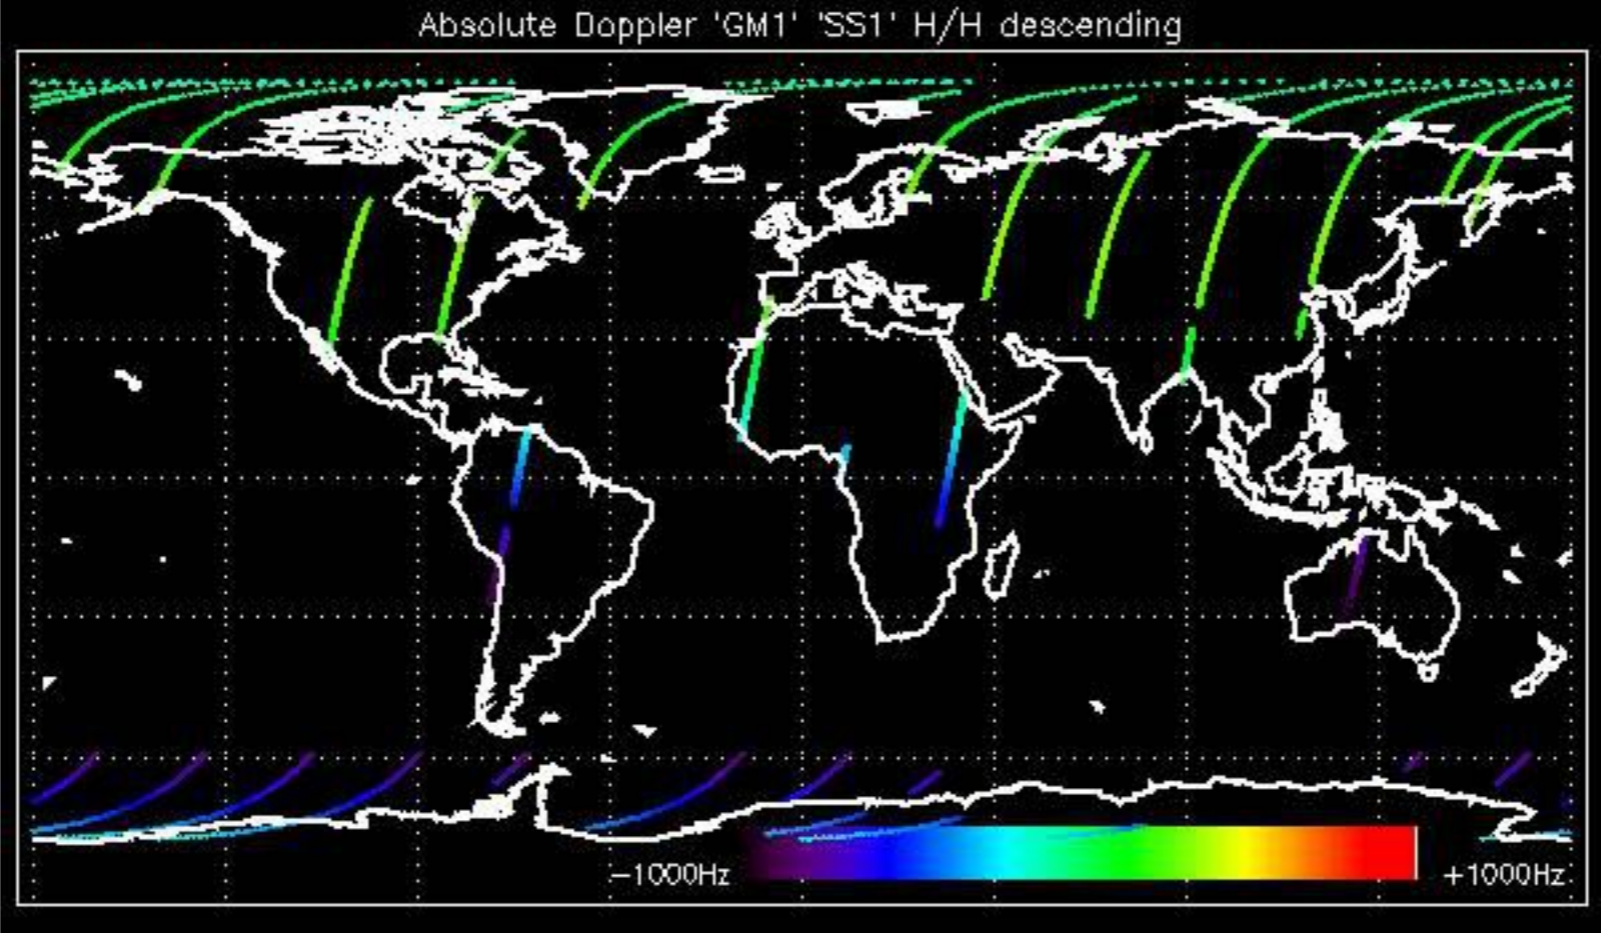 Absolute Doppler 'GM1' 'SS1' H/H descending
−1000Hz
+1000Hz